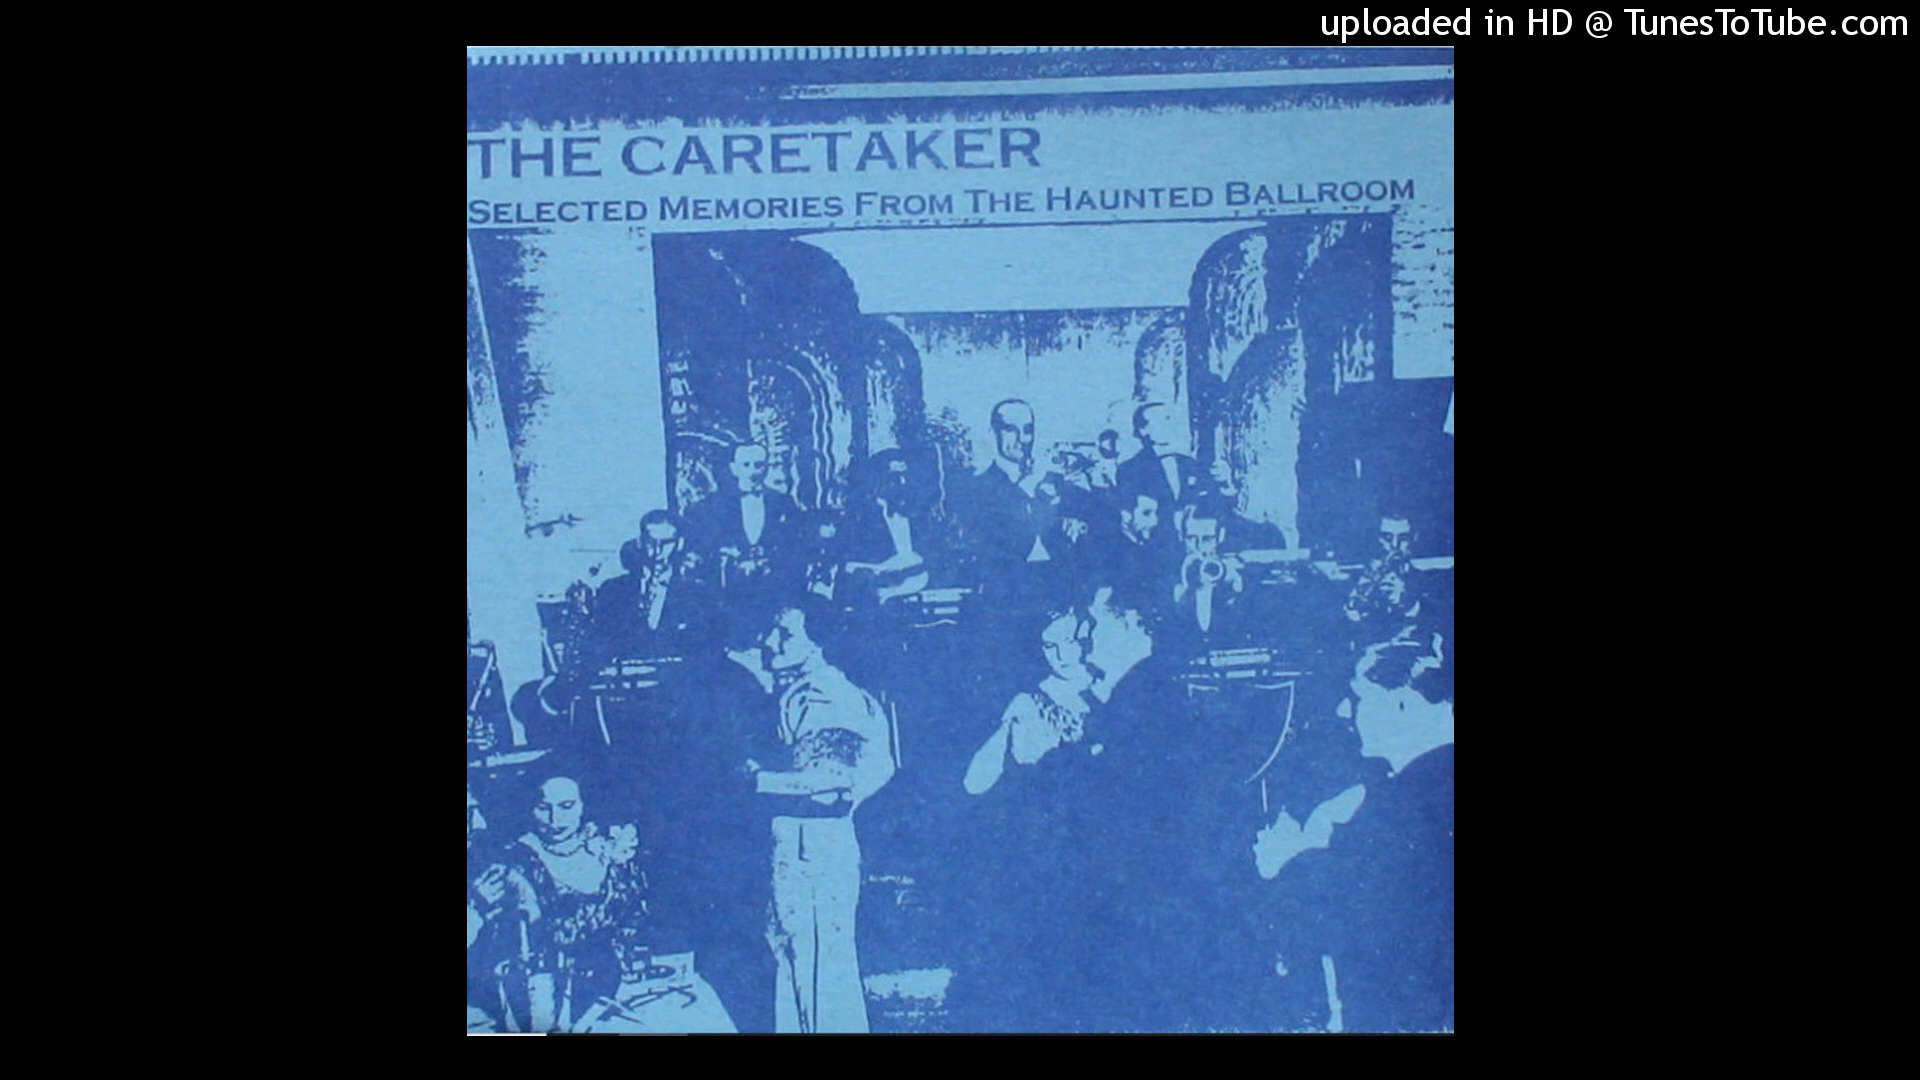 uploaded in HD @ TunesToTube.com
THE CARETAKER
SELECTED MEMORIES FROM THE HAUNTED BALLROOM